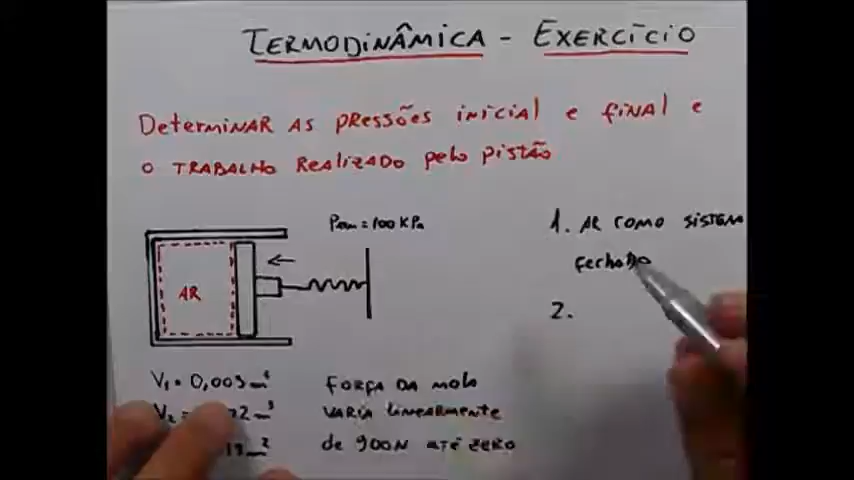 TERMODINÂMICA - EXERCÍCIO
DETERMINAR AS PRESSÕES INICIAL e FINAL e
O TRABALHO REALIZADO pelo PISTÃO
Patm = 100 KPa
1. AR COMO SISTEMA
fechado
AR
2.
V1 = 0,003 m³
FORÇA DA MOLA
VARIA LINEARMENTE
de 900N ATÉ ZERO